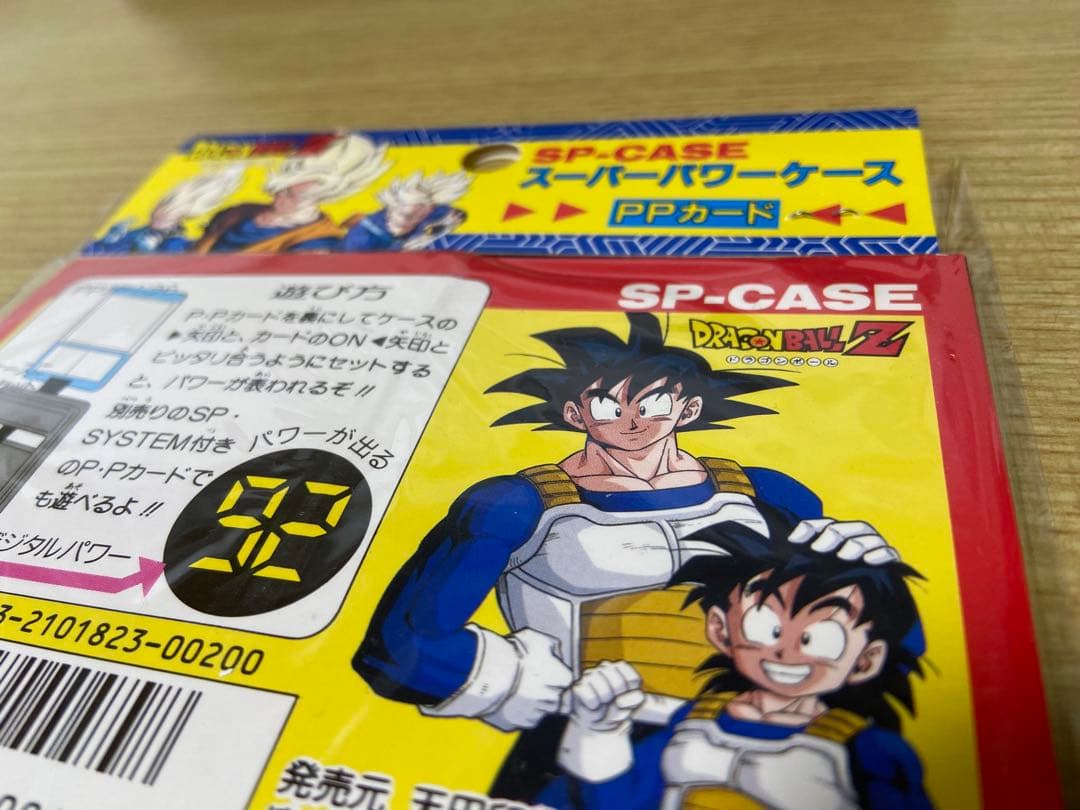 SP-CASE
スーパーパワーケース
PPカード
SP-CASE
DRAGONBALL Z
ドラゴンボール
遊び方
P・Pカードを裏にしてケースの
▶矢印と、カードのON◀矢印と
ピッタリ合うようにセットする
と、パワーが表われるぞ!!
別売りのSP・
SYSTEM付き
のP・Pカードで
も遊べるよ!!
パワーが出る
デジタルパワー
3-2101823-00200
発売元